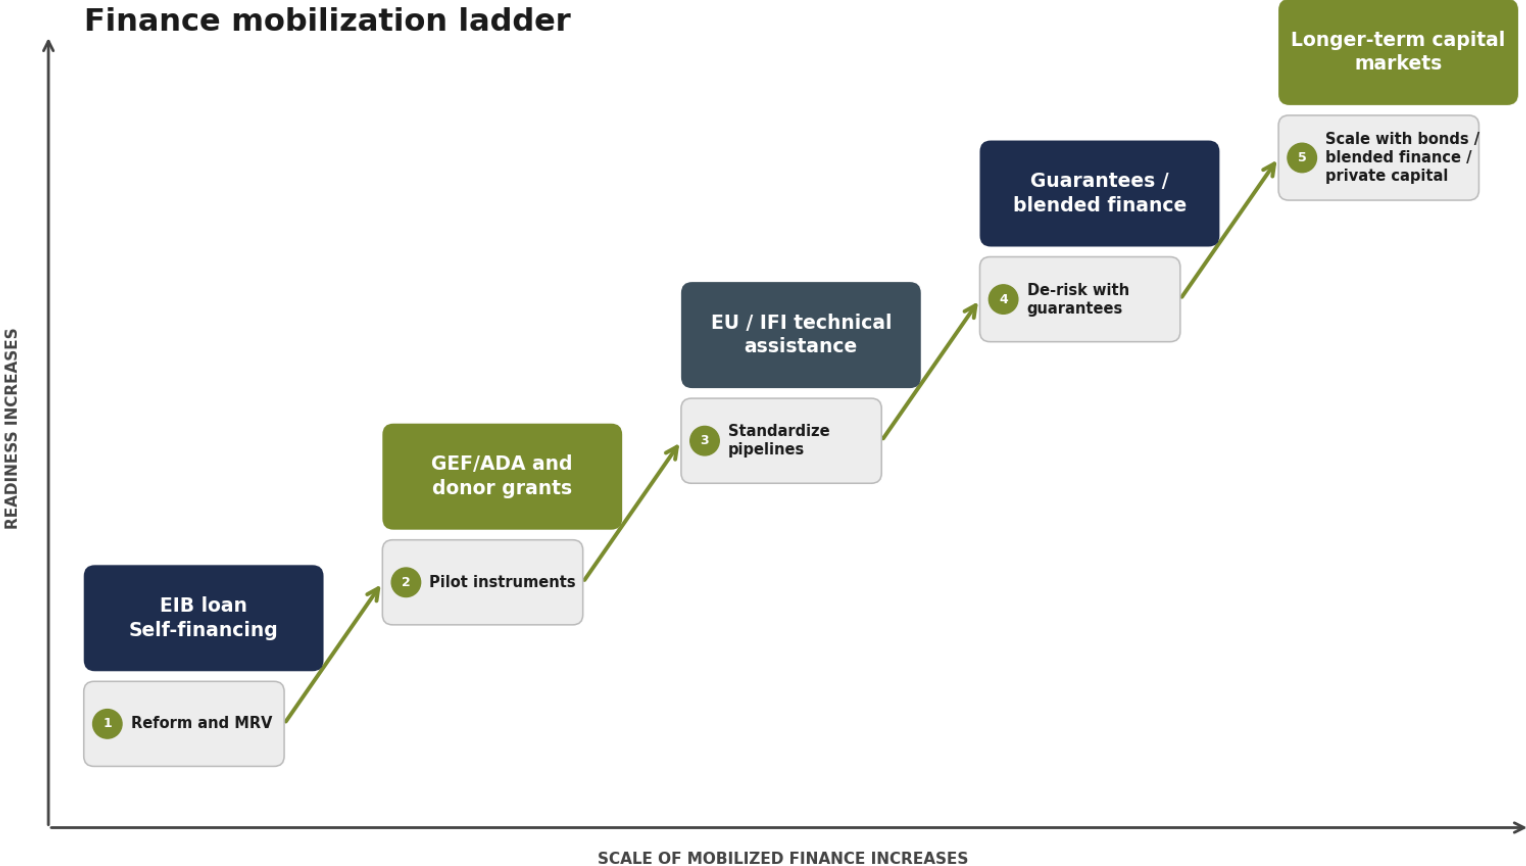 Finance mobilization ladder
Longer-term capital
markets
5
Scale with bonds /
blended finance /
private capital
Guarantees /
blended finance
4
De-risk with
guarantees
EU / IFI technical
assistance
3
Standardize
pipelines
GEF/ADA and
donor grants
2
Pilot instruments
EIB loan
Self-financing
1
Reform and MRV
READINESS INCREASES
SCALE OF MOBILIZED FINANCE INCREASES